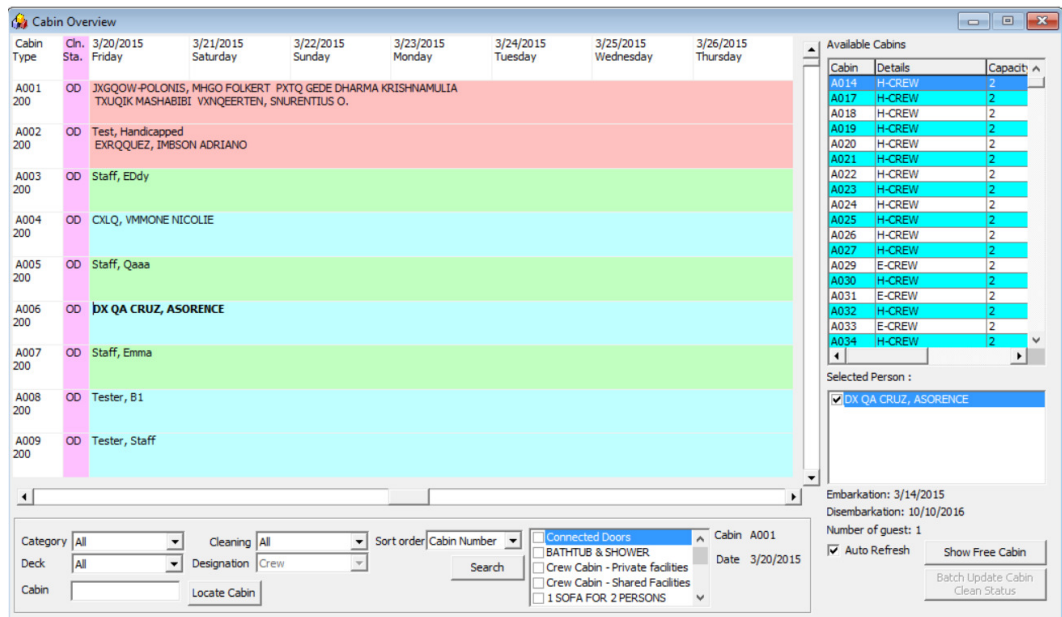 Cabin Overview
Cabin Type
Cln. Sta.
3/20/2015 Friday
3/21/2015 Saturday
3/22/2015 Sunday
3/23/2015 Monday
3/24/2015 Tuesday
3/25/2015 Wednesday
3/26/2015 Thursday
A001 200 OD JXGQOW-POLONIS, MHGO FOLKERT PXTQ GEDE DHARMA KRISHNAMULIA
TXUQIK MASHABIBI VXNQEERTEN, SNURENTIUS O.
A002 200 OD Test, Handicapped
EXRQQUEZ, IMBSON ADRIANO
A003 200 OD Staff, EDdy
A004 200 OD CXLQ, VMMONE NICOLIE
A005 200 OD Staff, Qaaa
A006 200 OD DX QA CRUZ, ASORENCE
A007 200 OD Staff, Emma
A008 200 OD Tester, B1
A009 200 OD Tester, Staff
Available Cabins
Cabin Details Capacit
A014 H-CREW 2
A017 H-CREW 2
A018 H-CREW 2
A019 H-CREW 2
A020 H-CREW 2
A021 H-CREW 2
A022 H-CREW 2
A023 H-CREW 2
A024 H-CREW 2
A025 H-CREW 2
A026 H-CREW 2
A027 H-CREW 2
A029 E-CREW 2
A030 H-CREW 2
A031 E-CREW 2
A032 H-CREW 2
A033 E-CREW 2
A034 H-CREW 2
Selected Person :
DX QA CRUZ, ASORENCE
Embarkation: 3/14/2015
Disembarkation: 10/10/2016
Number of guest: 1
Auto Refresh
Show Free Cabin
Batch Update Cabin
Clean Status
Category All
Cleaning All
Sort order Cabin Number
Deck All
Designation Crew
Search
Cabin
Locate Cabin
Connected Doors
BATHTUB & SHOWER
Crew Cabin - Private facilities
Crew Cabin - Shared Facilities
1 SOFA FOR 2 PERSONS
Cabin A001
Date 3/20/2015